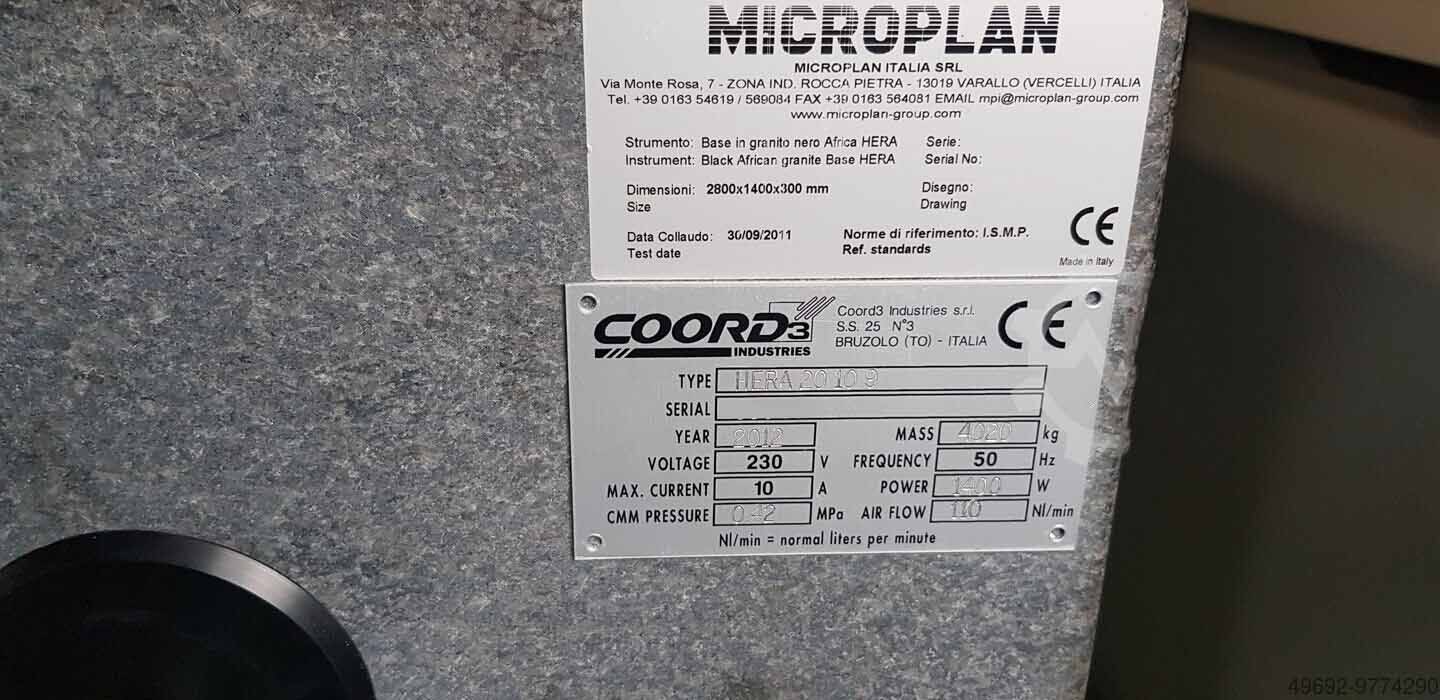 MICROPLAN
MICROPLAN ITALIA SRL
Via Monte Rosa, 7 - ZONA IND. ROCCA PIETRA - 13019 VARALLO (VERCELLI) ITALIA
Tel. +39 0163 54619 / 569084 FAX +39 0163 564081 EMAIL mpi@microplan-group.com
www.microplan-group.com
Strumento: Base in granito nero Africa HERA Serie:
Instrument: Black African granite Base HERA Serial No:
Dimensioni: 2800x1400x300 mm Disegno:
Size Drawing
Data Collaudo: 30/09/2011 Norme di riferimento: I.S.M.P.
Test date Ref. standards
CE
Made in Italy
COORD3
INDUSTRIES
Coord3 Industries s.r.l.
S.S. 25 N°3
BRUZOLO (TO) - ITALIA
CE
TYPE HERA 20 10 9
SERIAL
YEAR 2012 MASS 4020 kg
VOLTAGE 230 V FREQUENCY 50 Hz
MAX. CURRENT 10 A POWER 1400 W
CMM PRESSURE 0.42 MPa AIR FLOW 110 Nl/min
Nl/min = normal liters per minute
49692-9774290